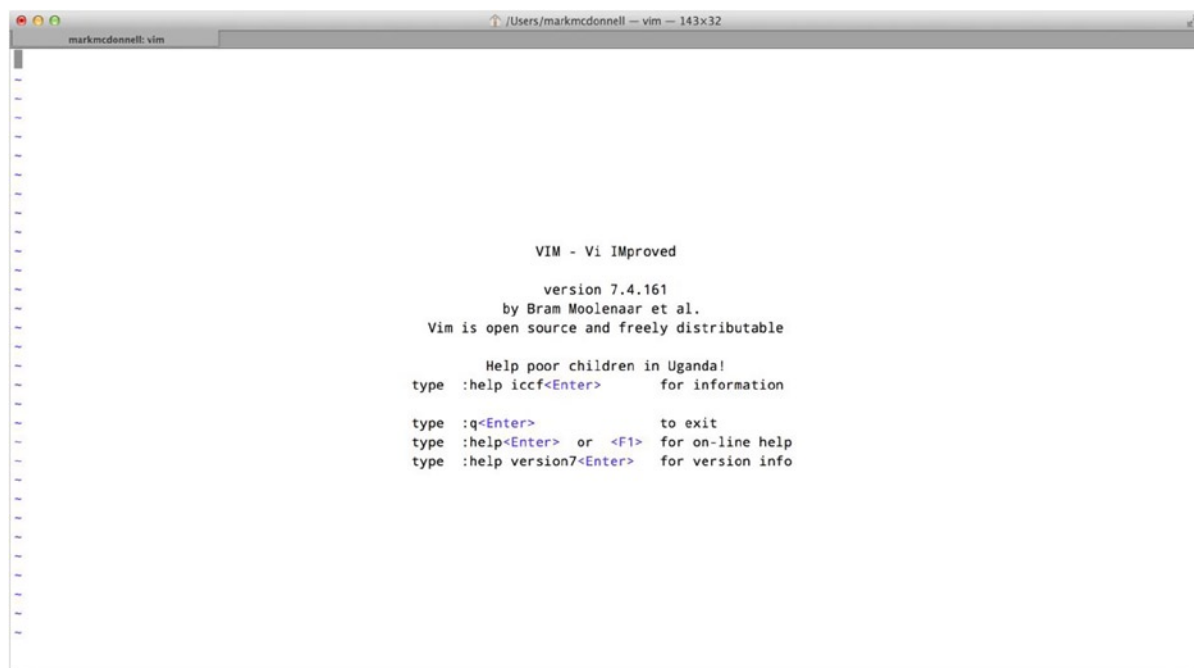 /Users/markmcdonnell — vim — 143×32
markmcdonnell: vim
~
~
~
~
~
~
~
~
~
~ VIM - Vi IMproved
~
~ version 7.4.161
~ by Bram Moolenaar et al.
~ Vim is open source and freely distributable
~
~ Help poor children in Uganda!
~ type :help iccf<Enter> for information
~
~ type :q<Enter> to exit
~ type :help<Enter> or <F1> for on-line help
~ type :help version7<Enter> for version info
~
~
~
~
~
~
~
~
~